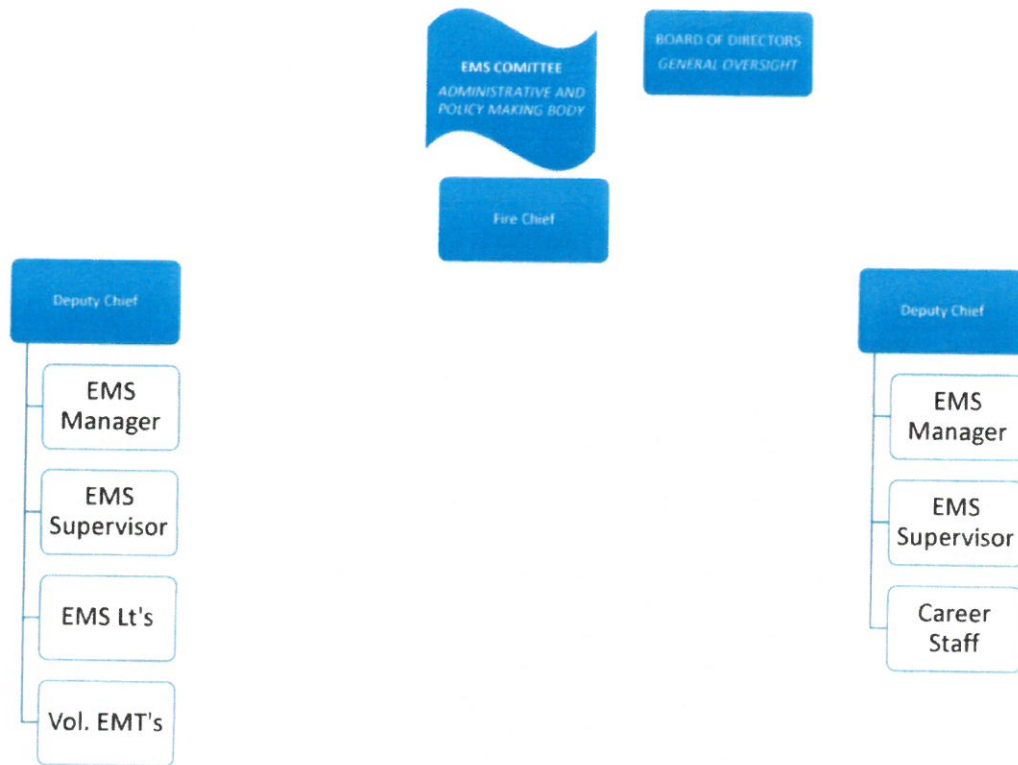 EMS COMITTEE
ADMINISTRATIVE AND
POLICY MAKING BODY
BOARD OF DIRECTORS
GENERAL OVERSIGHT
Fire Chief
Deputy Chief
EMS
Manager
EMS
Supervisor
EMS Lt's
Vol. EMT's
Deputy Chief
EMS
Manager
EMS
Supervisor
Career
Staff